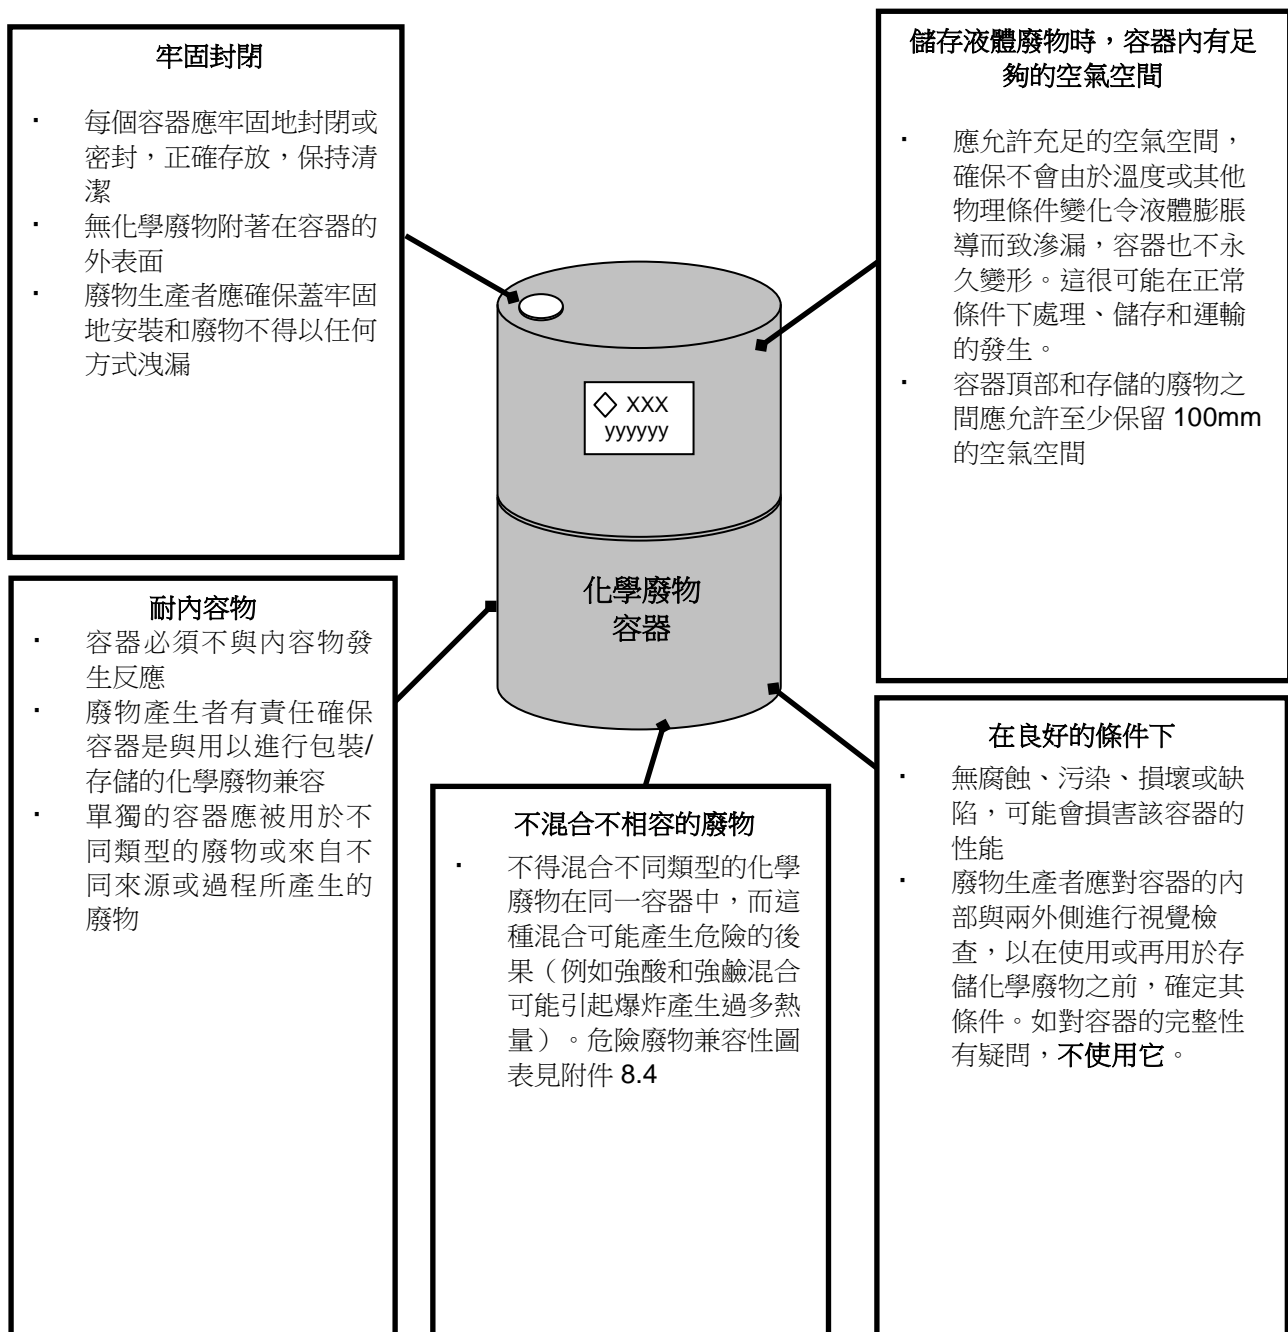 牢固封閉
· 每個容器應牢固地封閉或
密封，正確存放，保持清
潔
· 無化學廢物附著在容器的
外表面
· 廢物生產者應確保蓋牢固
地安裝和廢物不得以任何
方式洩漏
儲存液體廢物時，容器內有足
夠的空氣空間
· 應允許充足的空氣空間，
確保不會由於溫度或其他
物理條件變化令液體膨脹
導而致滲漏，容器也不永
久變形。這很可能在正常
條件下處理、儲存和運輸
的發生。
· 容器頂部和存儲的廢物之
間應允許至少保留 100mm
的空氣空間
◇ XXX
yyyyyy
化學廢物
容器
耐內容物
· 容器必須不與內容物發
生反應
· 廢物產生者有責任確保
容器是與用以進行包裝/
存儲的化學廢物兼容
· 單獨的容器應被用於不
同類型的廢物或來自不
同來源或過程所產生的
廢物
不混合不相容的廢物
· 不得混合不同類型的化學
廢物在同一容器中，而這
種混合可能產生危險的後
果（例如強酸和強鹼混合
可能引起爆炸產生過多熱
量）。危險廢物兼容性圖
表見附件 8.4
在良好的條件下
· 無腐蝕、污染、損壞或缺
陷，可能會損害該容器的
性能
· 廢物生產者應對容器的內
部與兩外側進行視覺檢
查，以在使用或再用於存
儲化學廢物之前，確定其
條件。如對容器的完整性
有疑問，不使用它。